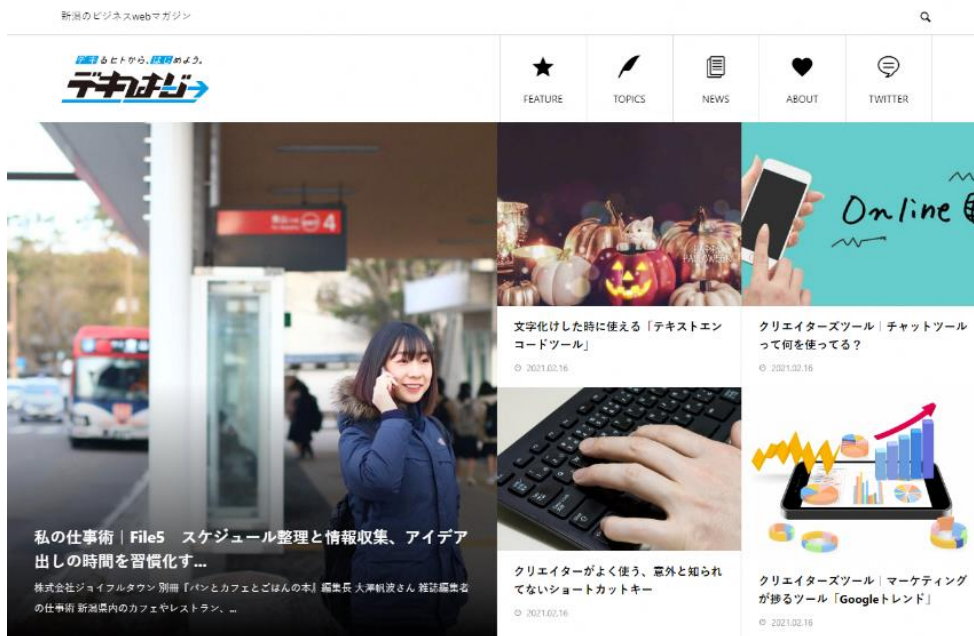 新潟のビジネスwebマガジン
デキるヒトから、はじめよう。
デキはじ
FEATURE
TOPICS
NEWS
ABOUT
TWITTER
4
HAPPY
HALLOWEEN
Online
私の仕事術｜File5　スケジュール整理と情報収集、アイデア
出しの時間を習慣化す...
株式会社ジョイフルタウン 別冊『パンとカフェとごはんの本』編集長 大澤帆波さん 雑誌編集者
の仕事術 新潟県内のカフェやレストラン、...
文字化けした時に使える「テキストエン
コードツール」
2021.02.16
クリエイターズツール｜チャットツール
って何を使ってる？
2021.02.16
クリエイターがよく使う、意外と知られ
てないショートカットキー
2021.02.16
クリエイターズツール｜マーケティング
が捗るツール「Googleトレンド」
2021.02.16